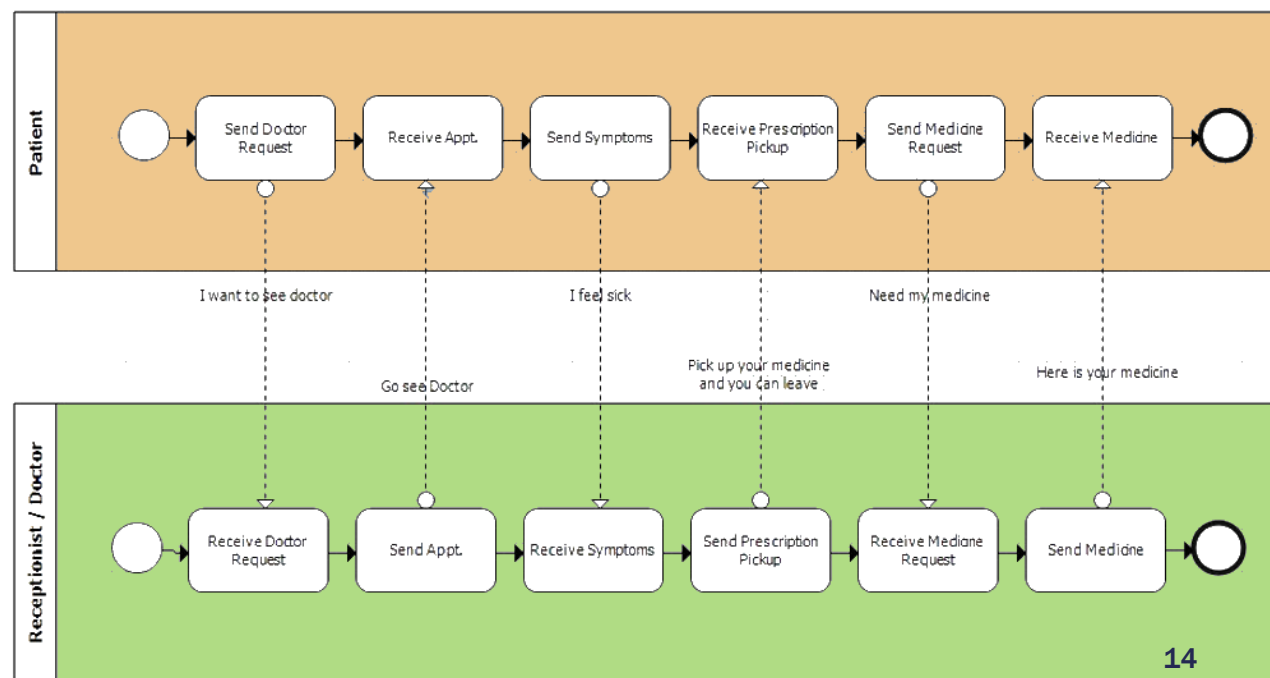 Patient
Send Doctor
Request
Receive Appt.
Send Symptoms
Receive Prescription
Pickup
Send Medicine
Request
Receive Medicine
I want to see doctor
I feel sick
Need my medicine
Go see Doctor
Pick up your medicine
and you can leave
Here is your medicine
Receptionist / Doctor
Receive Doctor
Request
Send Appt.
Receive Symptoms
Send Prescription
Pickup
Receive Medicine
Request
Send Medicine
14